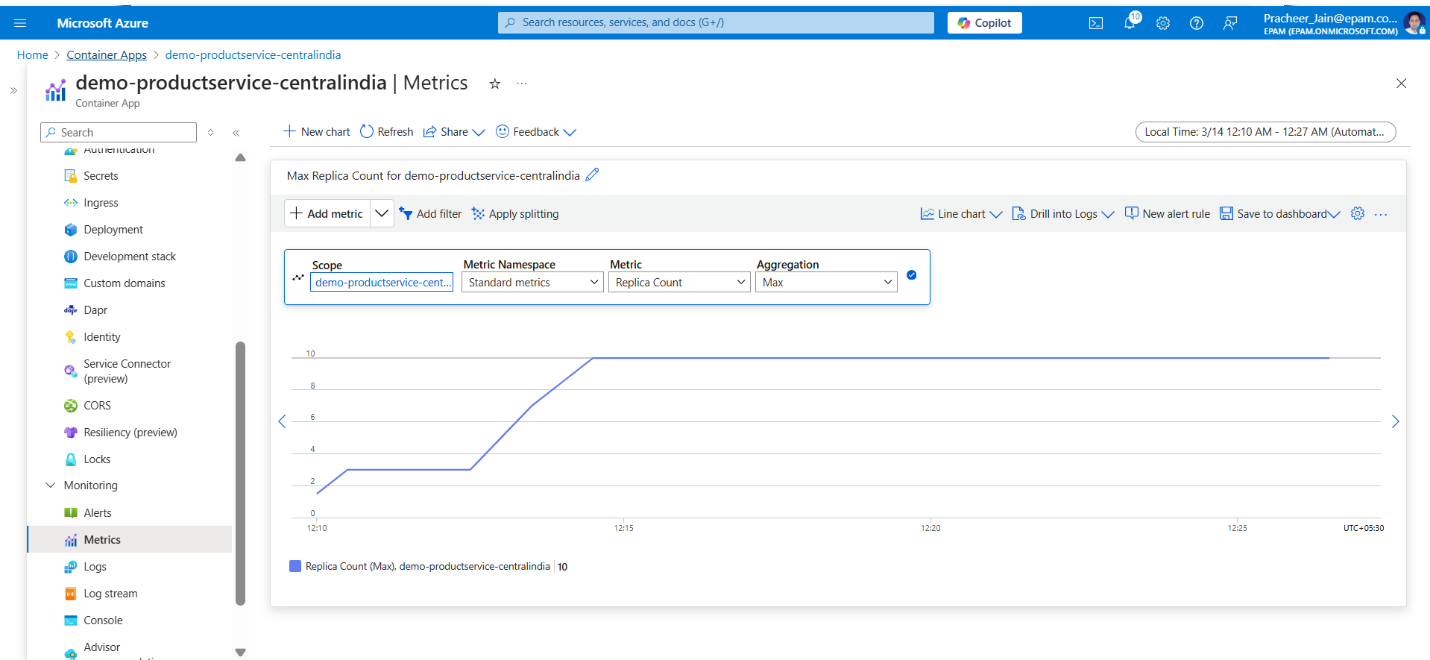 Microsoft Azure
Search resources, services, and docs (G+/)
Copilot
10
Pracheer_Jain@epam.co...
EPAM (EPAM.ONMICROSOFT.COM)
Home > Container Apps > demo-productservice-centralindia
demo-productservice-centralindia | Metrics
Container App
Search
New chart Refresh Share Feedback
Local Time: 3/14 12:10 AM - 12:27 AM (Automat...
Authentication
Secrets
Ingress
Deployment
Development stack
Custom domains
Dapr
Identity
Service Connector
(preview)
CORS
Resiliency (preview)
Locks
Monitoring
Alerts
Metrics
Logs
Log stream
Console
Advisor
Max Replica Count for demo-productservice-centralindia
Add metric Add filter Apply splitting
Line chart Drill into Logs New alert rule Save to dashboard
Scope Metric Namespace Metric Aggregation
demo-productservice-cent... Standard metrics Replica Count Max
10
8
6
4
2
0
12:10 12:15 12:20 12:25 UTC+05:30
Replica Count (Max), demo-productservice-centralindia | 10